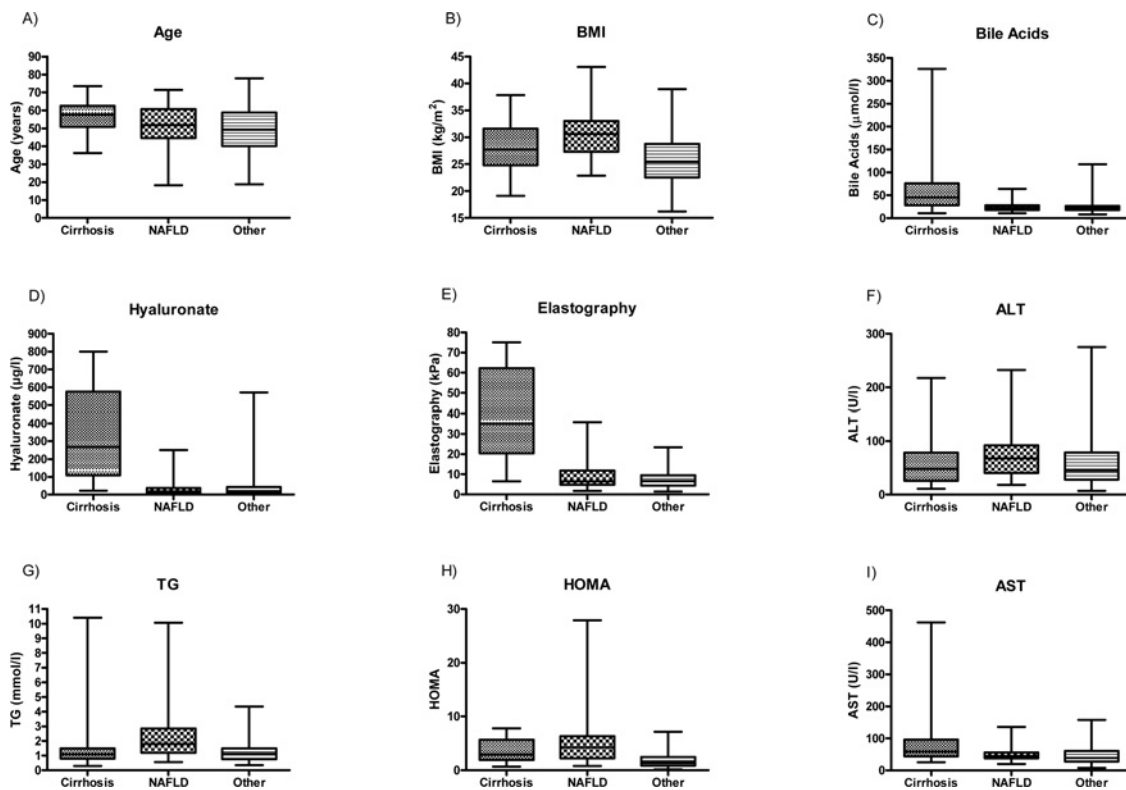 A)
Age
Age (years)
90
80
70
60
50
40
30
20
10
0
Cirrhosis NAFLD Other
B)
BMI
BMI (kg/m²)
45
40
35
30
25
20
15
Cirrhosis NAFLD Other
C)
Bile Acids
Bile Acids (µmol/l)
350
300
250
200
150
100
50
0
Cirrhosis NAFLD Other
D)
Hyaluronate
Hyaluronate (µg/l)
900
800
700
600
500
400
300
200
100
0
Cirrhosis NAFLD Other
E)
Elastography
Elastography (kPa)
80
70
60
50
40
30
20
10
0
Cirrhosis NAFLD Other
F)
ALT
ALT (U/l)
300
200
100
0
Cirrhosis NAFLD Other
G)
TG
TG (mmol/l)
11
10
9
8
7
6
5
4
3
2
1
0
Cirrhosis NAFLD Other
H)
HOMA
HOMA
30
20
10
0
Cirrhosis NAFLD Other
I)
AST
AST (U/l)
500
400
300
200
100
0
Cirrhosis NAFLD Other